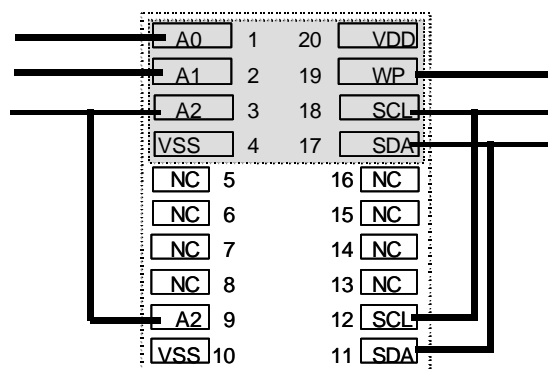 A0 1 20 VDD
A1 2 19 WP
A2 3 18 SCL
VSS 4 17 SDA
NC 5 16 NC
NC 6 15 NC
NC 7 14 NC
NC 8 13 NC
A2 9 12 SCL
VSS 10 11 SDA